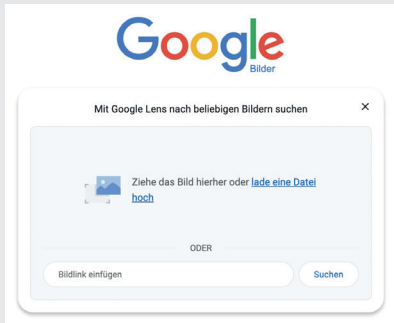 Google
Bilder
Mit Google Lens nach beliebigen Bildern suchen
Ziehe das Bild hierher oder lade eine Datei
hoch
ODER
Bildlink einfügen
Suchen